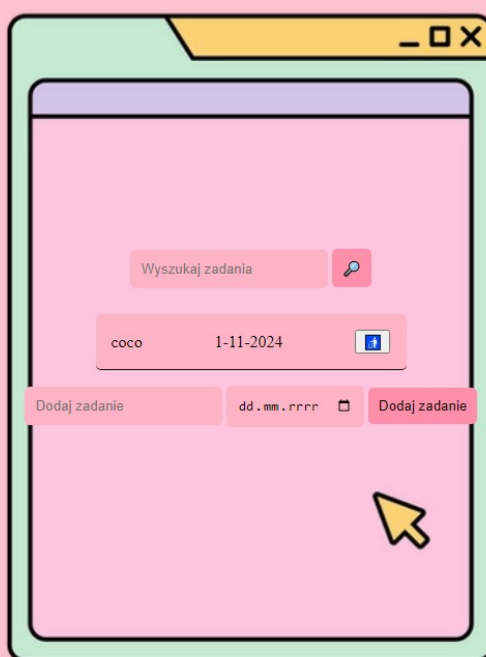 Wyszukaj zadania
coco 1-11-2024
Dodaj zadanie dd.mm.rrrr Dodaj zadanie